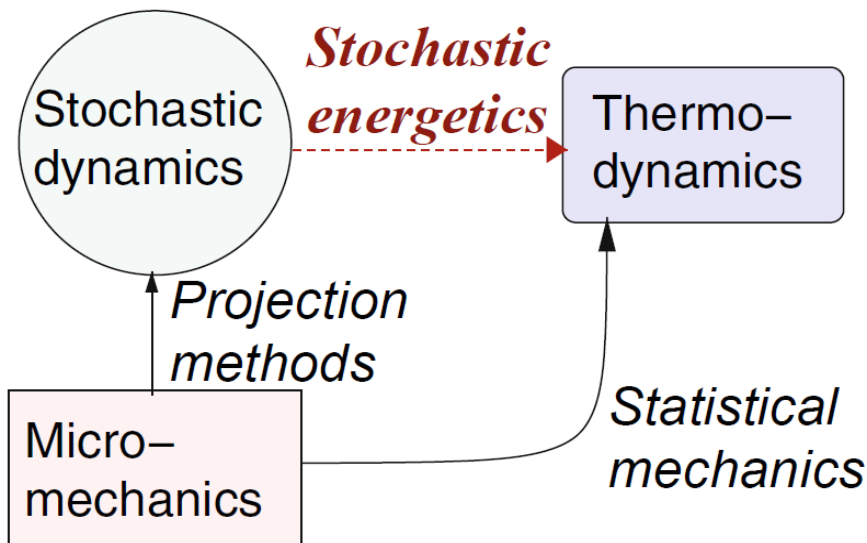 Stochastic
energetics
Stochastic
dynamics
Thermo–
dynamics
Projection
methods
Micro–
mechanics
Statistical
mechanics